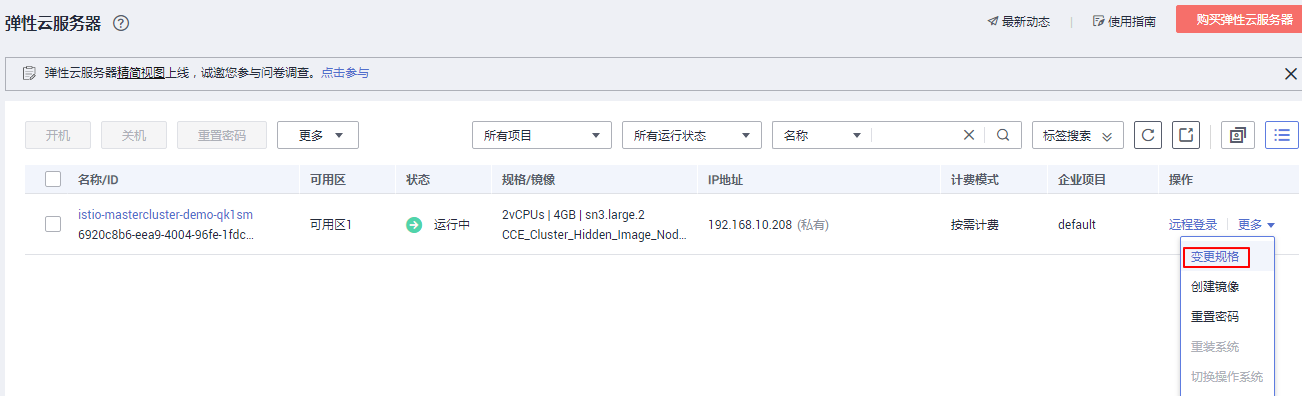 弹性云服务器 ?
最新动态 | 使用指南 购买弹性云服务器
弹性云服务器精简视图上线，诚邀您参与问卷调查。点击参与
开机 关机 重置密码 更多 所有项目 所有运行状态 名称 标签搜索
名称/ID 可用区 状态 规格/镜像 IP地址 计费模式 企业项目 操作
istio-mastercluster-demo-qk1sm 可用区1 运行中 2vCPUs | 4GB | sn3.large.2 192.168.10.208 (私有) 按需计费 default 远程登录 更多
6920c8b6-eea9-4004-96fe-1fdc... CCE_Cluster_Hidden_Image_Nod...
变更规格
创建镜像
重置密码
重装系统
切换操作系统